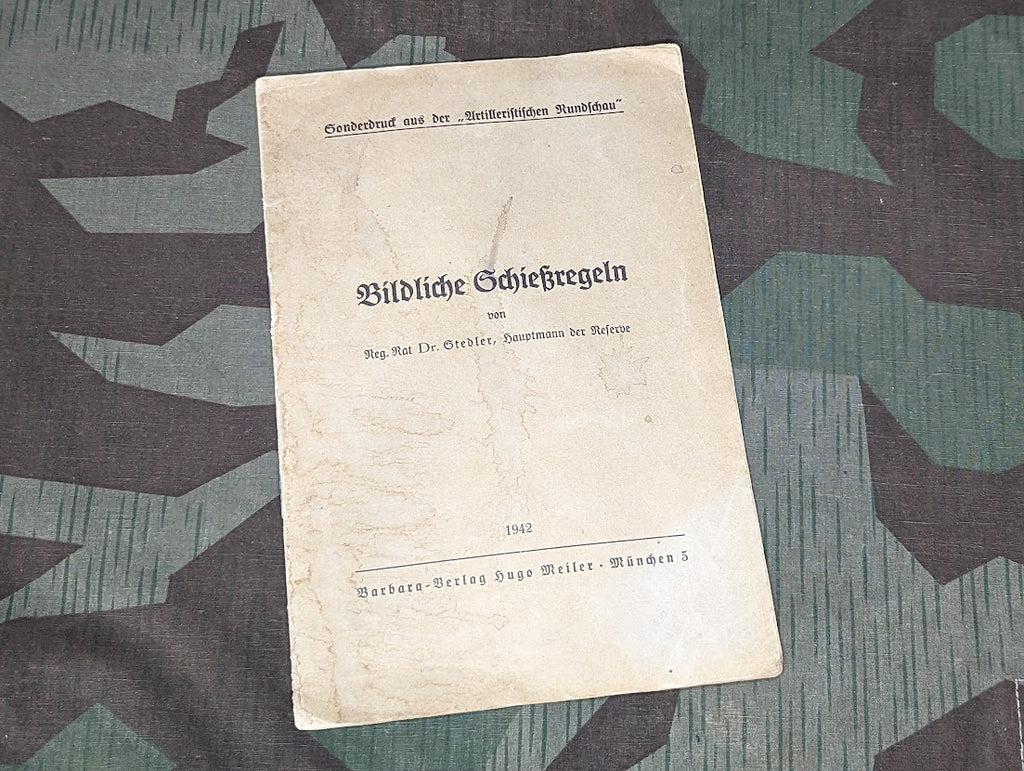 Sonderdruck aus der „Artilleristischen Rundschau"
Bildliche Schießregeln
von
Reg. Rat Dr. Stedler, Hauptmann der Reserve
1942
Barbara-Verlag Hugo Meiler · München 5